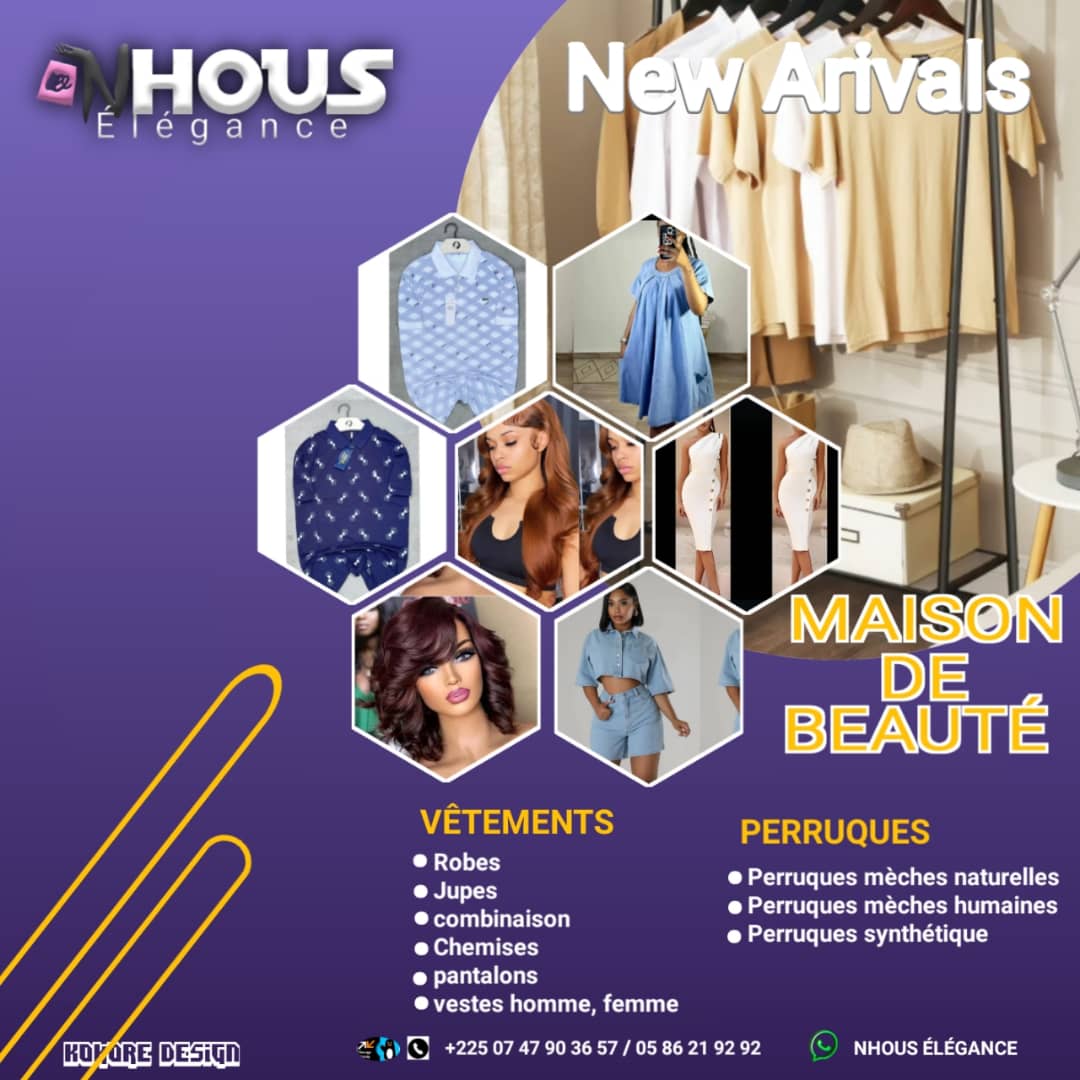 NHOUS
Élégance
New Arivals
MAISON
DE
BEAUTÉ
VÊTEMENTS
Robes
Jupes
combinaison
Chemises
pantalons
vestes homme, femme
PERRUQUES
Perruques mèches naturelles
Perruques mèches humaines
Perruques synthétique
KOKORE DESIGN
+225 07 47 90 36 57 / 05 86 21 92 92
NHOUS ÉLÉGANCE